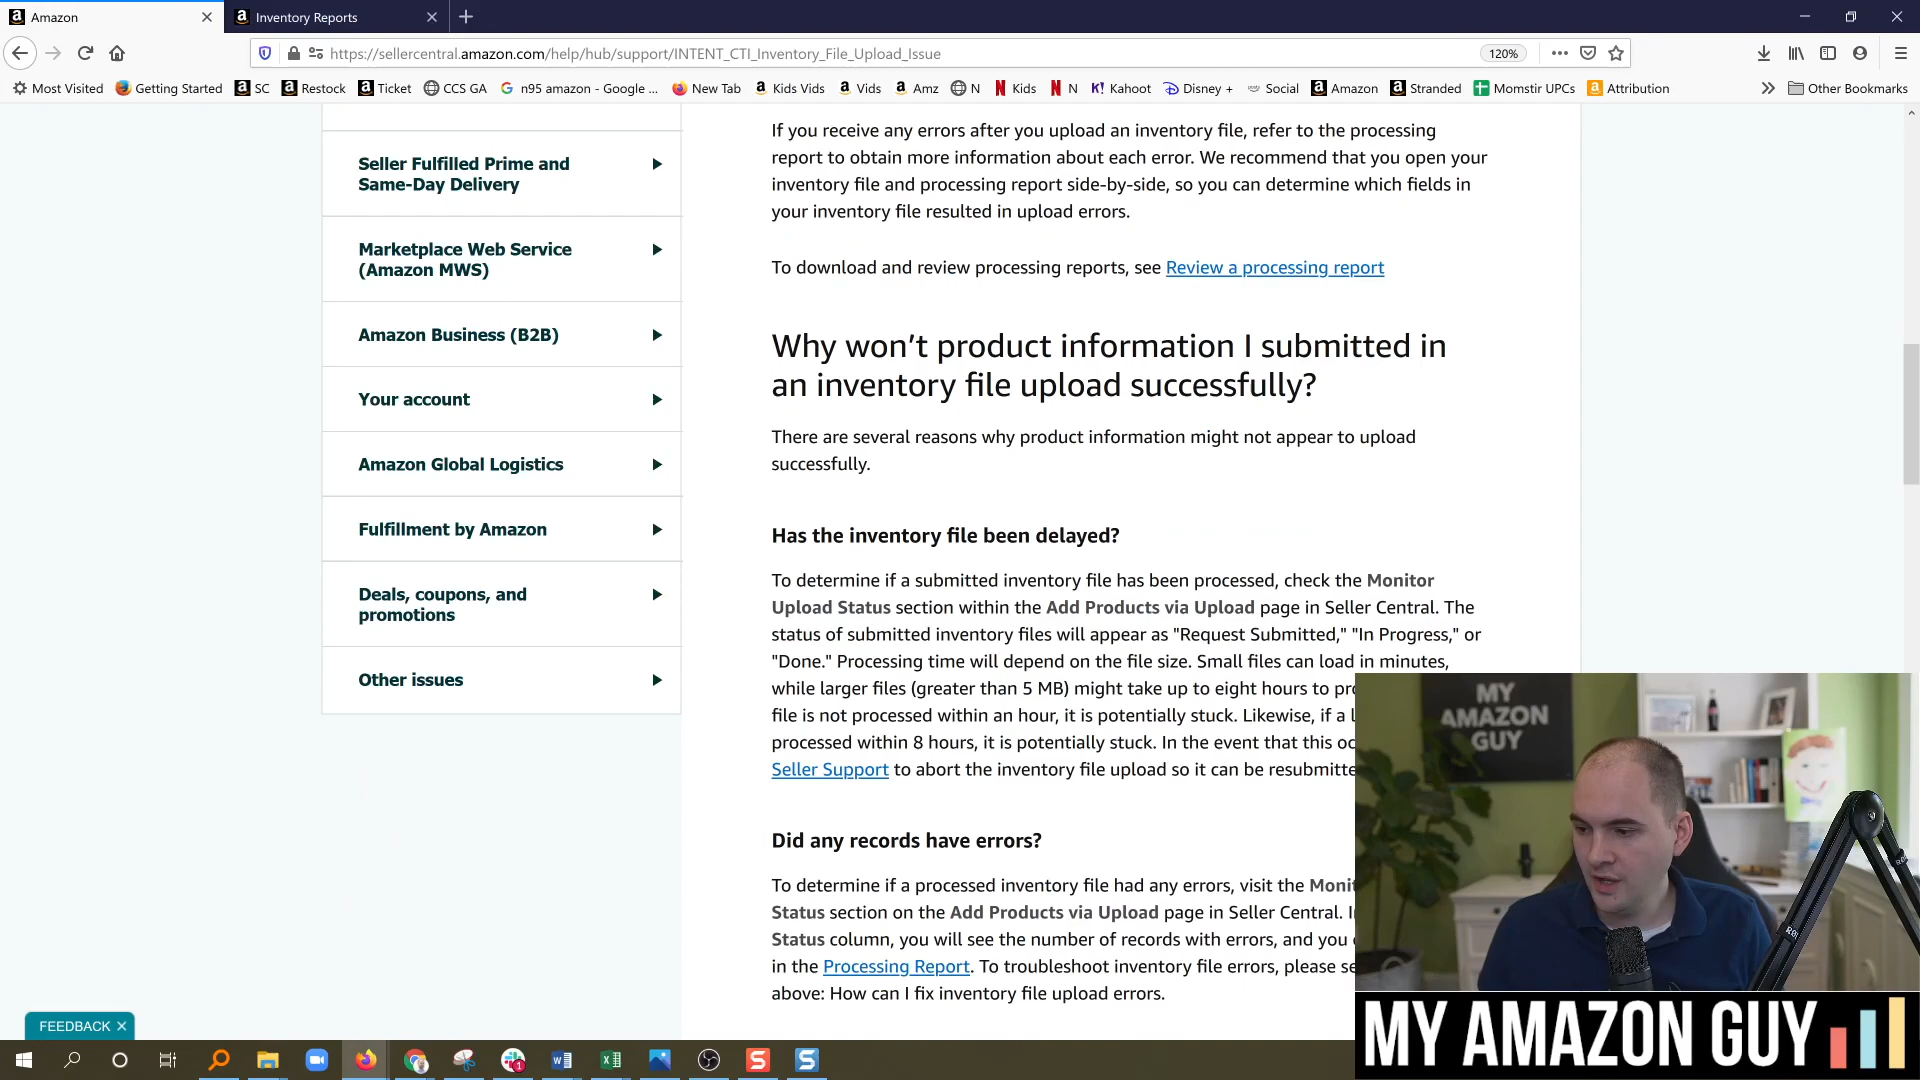 Amazon
Inventory Reports
https://sellercentral.amazon.com/help/hub/support/INTENT_CTI_Inventory_File_Upload_Issue
120%
Most Visited
Getting Started
SC
Restock
Ticket
CCS GA
n95 amazon - Google ...
New Tab
Kids Vids
Vids
Amz
N
Kids
N
Kahoot
Disney +
Social
Amazon
Stranded
Momstir UPCs
Attribution
Other Bookmarks
Seller Fulfilled Prime and
Same-Day Delivery
Marketplace Web Service
(Amazon MWS)
Amazon Business (B2B)
Your account
Amazon Global Logistics
Fulfillment by Amazon
Deals, coupons, and
promotions
Other issues
If you receive any errors after you upload an inventory file, refer to the processing
report to obtain more information about each error. We recommend that you open your
inventory file and processing report side-by-side, so you can determine which fields in
your inventory file resulted in upload errors.
To download and review processing reports, see Review a processing report
Why won’t product information I submitted in
an inventory file upload successfully?
There are several reasons why product information might not appear to upload
successfully.
Has the inventory file been delayed?
To determine if a submitted inventory file has been processed, check the Monitor
Upload Status section within the Add Products via Upload page in Seller Central. The
status of submitted inventory files will appear as "Request Submitted," "In Progress," or
"Done." Processing time will depend on the file size. Small files can load in minutes,
while larger files (greater than 5 MB) might take up to eight hours to pr
file is not processed within an hour, it is potentially stuck. Likewise, if a l
processed within 8 hours, it is potentially stuck. In the event that this oc
Seller Support to abort the inventory file upload so it can be resubmitte
Did any records have errors?
To determine if a processed inventory file had any errors, visit the Moni
Status section on the Add Products via Upload page in Seller Central. I
Status column, you will see the number of records with errors, and you
in the Processing Report. To troubleshoot inventory file errors, please se
above: How can I fix inventory file upload errors.
FEEDBACK
MY
AMAZON
GUY
MY AMAZON GUY